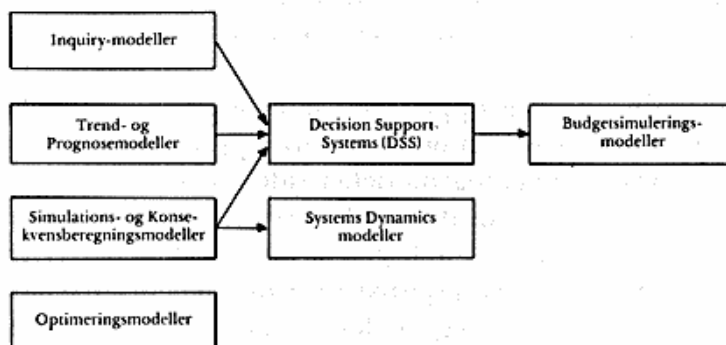 Inquiry-modeller
Trend- og
Prognosemodeller
Decision Support-
Systems (DSS)
Budgetsimulerings-
modeller
Simulations- og Konse-
kvensberegningsmodeller
Systems Dynamics
modeller
Optimeringsmodeller